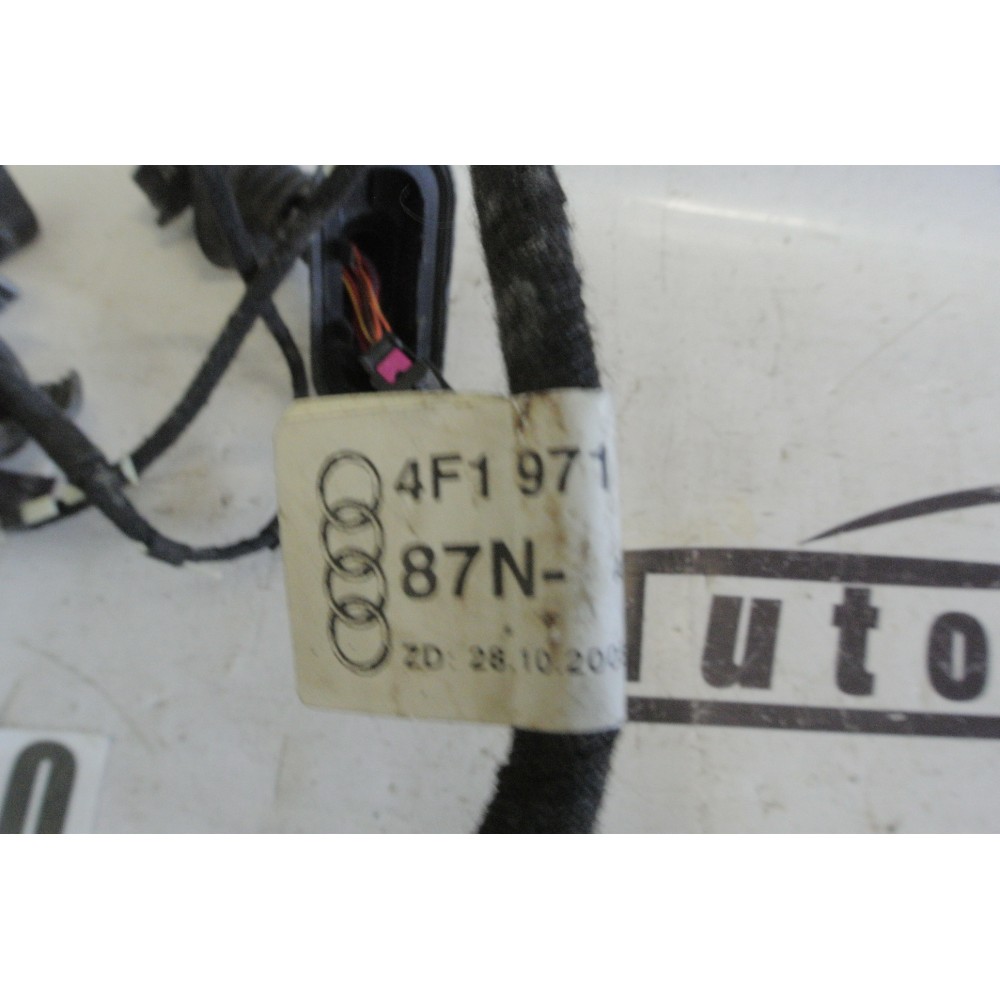 4F1 971
87N-
ZD: 28.10.200
uto